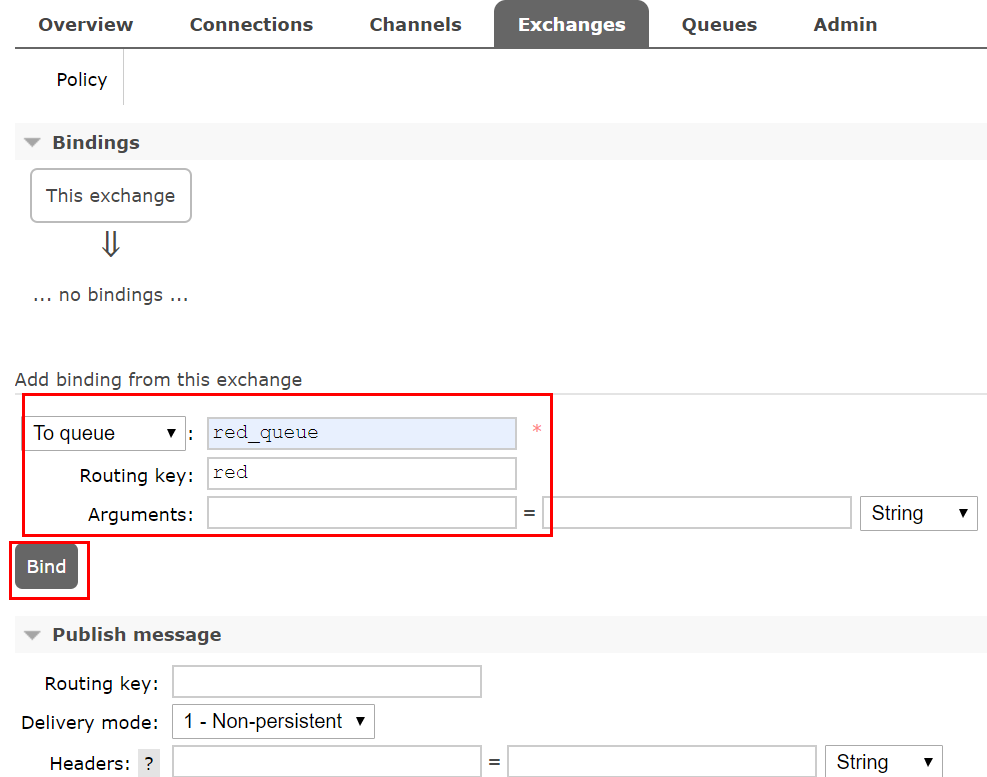 Overview Connections Channels Exchanges Queues Admin
Policy
Bindings
This exchange
⇓
... no bindings ...
Add binding from this exchange
To queue ▼ : red_queue *
Routing key: red
Arguments: = String ▼
Bind
Publish message
Routing key:
Delivery mode: 1 - Non-persistent ▼
Headers: ? = String ▼